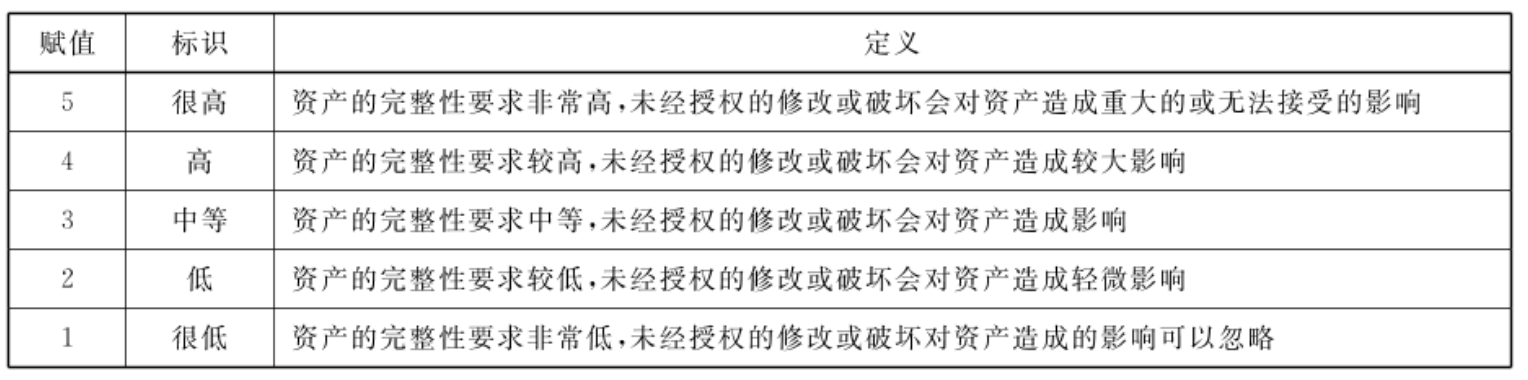 赋值 标识 定义
5 很高 资产的完整性要求非常高,未经授权的修改或破坏会对资产造成重大的或无法接受的影响
4 高 资产的完整性要求较高,未经授权的修改或破坏会对资产造成较大影响
3 中等 资产的完整性要求中等,未经授权的修改或破坏会对资产造成影响
2 低 资产的完整性要求较低,未经授权的修改或破坏会对资产造成轻微影响
1 很低 资产的完整性要求非常低,未经授权的修改或破坏对资产造成的影响可以忽略